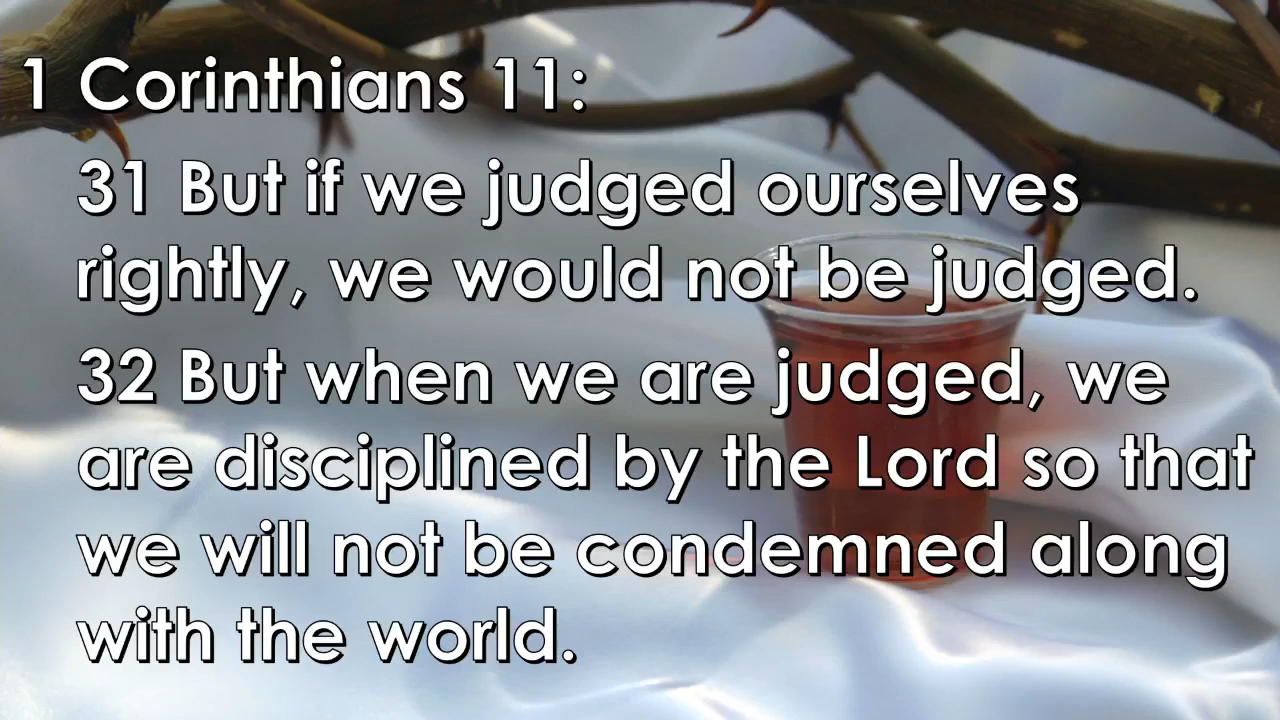 1 Corinthians 11:
31 But if we judged ourselves
rightly, we would not be judged.
32 But when we are judged, we
are disciplined by the Lord so that
we will not be condemned along
with the world.